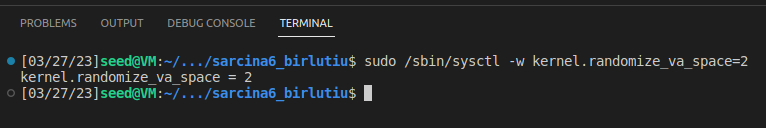 PROBLEMS OUTPUT DEBUG CONSOLE TERMINAL
[03/27/23]seed@VM:~/.../sarcina6_birlutiu$ sudo /sbin/sysctl -w kernel.randomize_va_space=2
kernel.randomize_va_space = 2
[03/27/23]seed@VM:~/.../sarcina6_birlutiu$